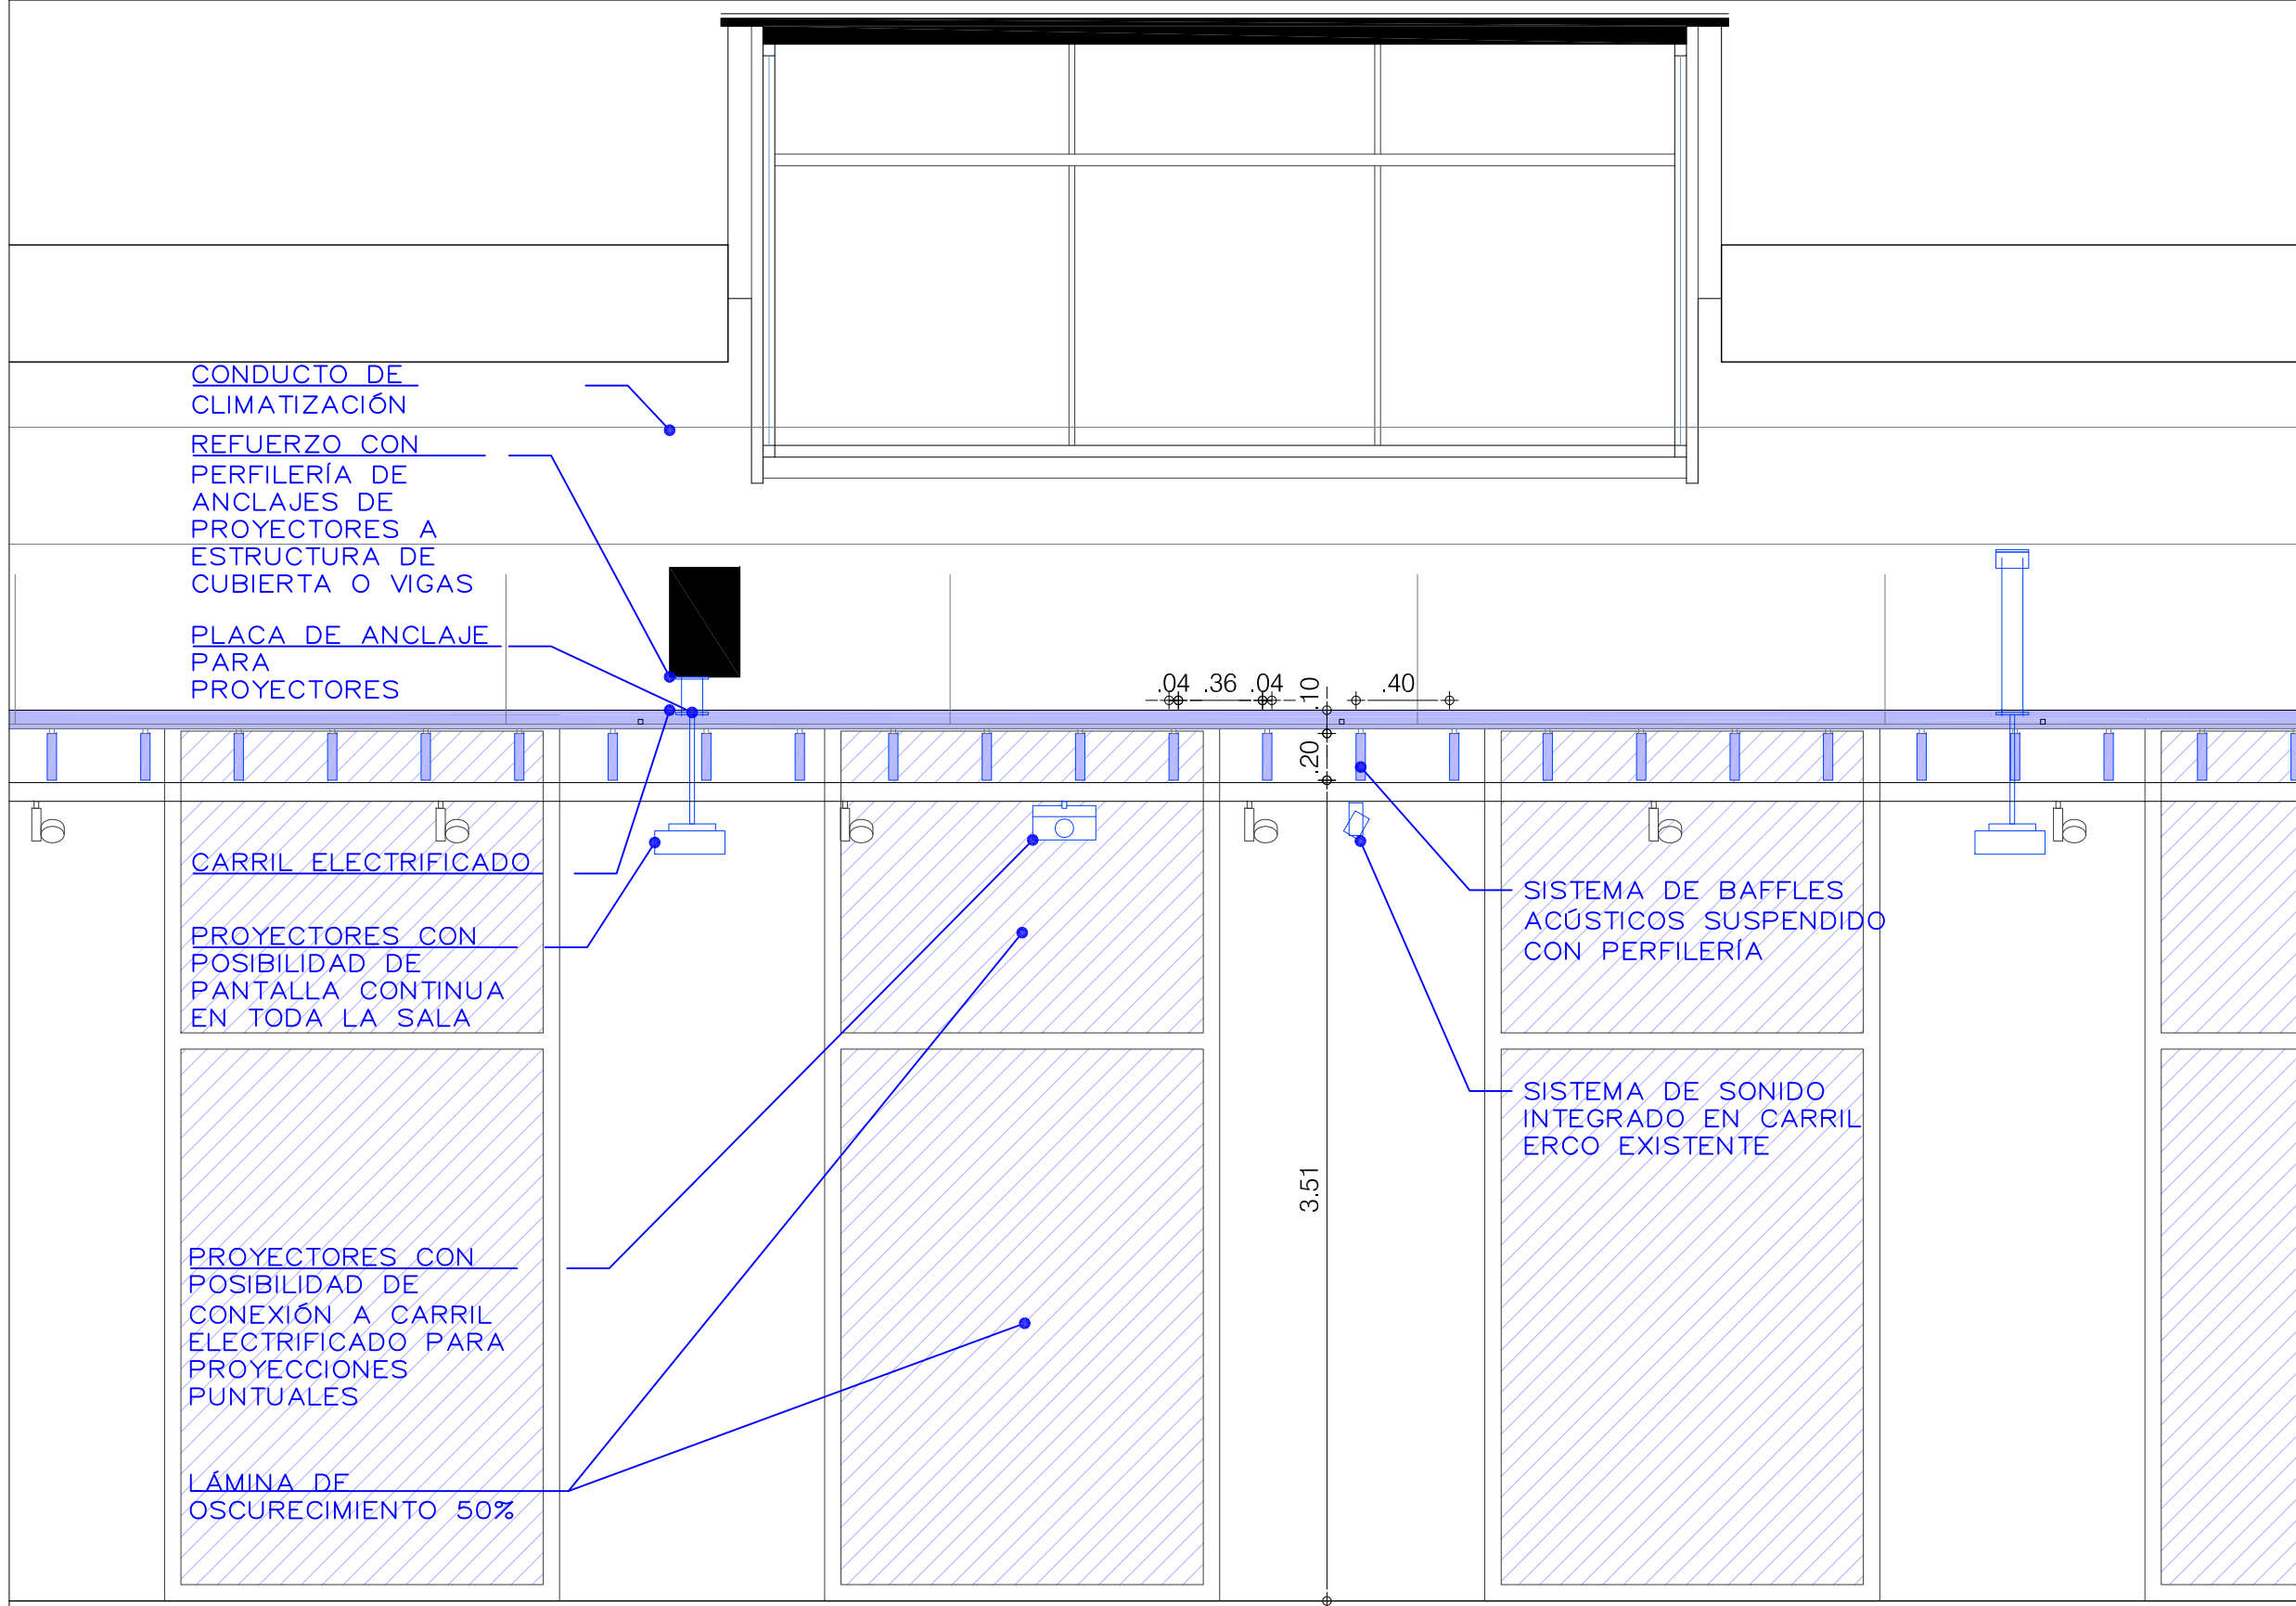 CONDUCTO DE
CLIMATIZACIÓN
REFUERZO CON
PERFILERÍA DE
ANCLAJES DE
PROYECTORES A
ESTRUCTURA DE
CUBIERTA O VIGAS
PLACA DE ANCLAJE
PARA
PROYECTORES
.04 .36 .04 .10 .40
.20
CARRIL ELECTRIFICADO
PROYECTORES CON
POSIBILIDAD DE
PANTALLA CONTINUA
EN TODA LA SALA
SISTEMA DE BAFFLES
ACÚSTICOS SUSPENDIDO
CON PERFILERÍA
SISTEMA DE SONIDO
INTEGRADO EN CARRIL
ERCO EXISTENTE
3.51
PROYECTORES CON
POSIBILIDAD DE
CONEXIÓN A CARRIL
ELECTRIFICADO PARA
PROYECCIONES
PUNTUALES
LÁMINA DE
OSCURECIMIENTO 50%